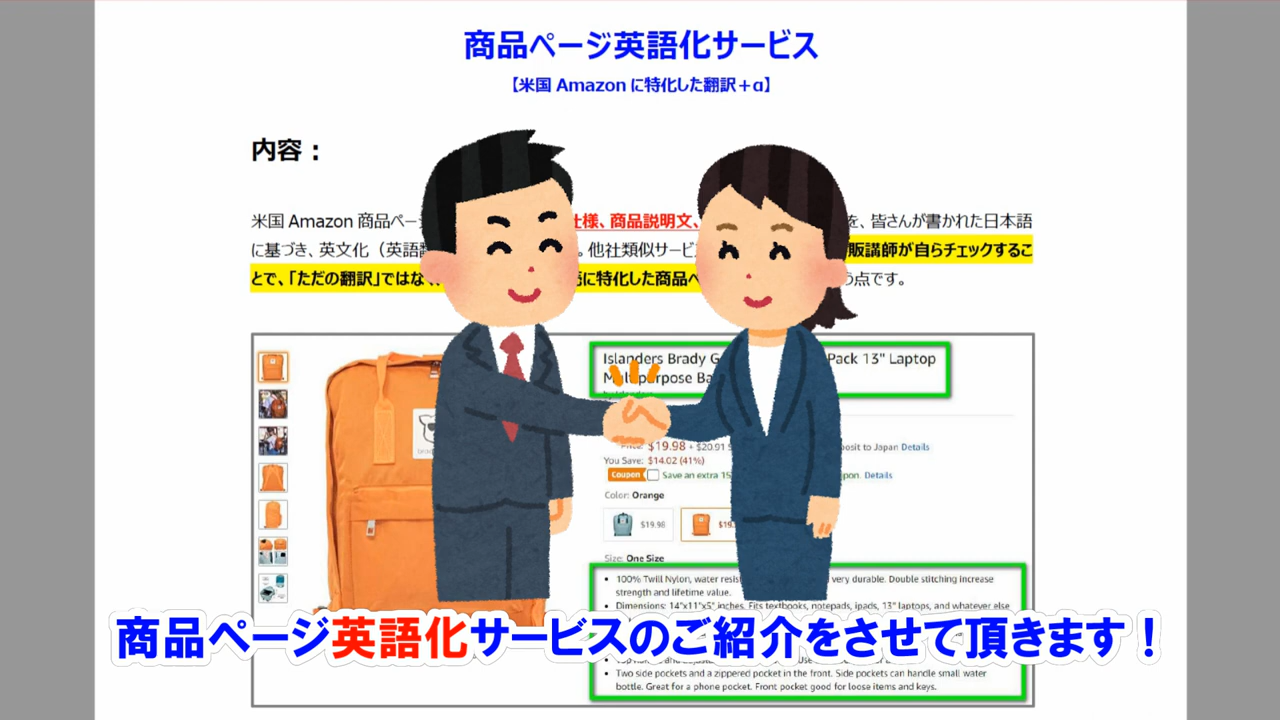 商品ページ英語化サービス
【米国 Amazon に特化した翻訳＋α】
内容：
米国 Amazon 商品ペー 仕様、商品説明文、 を、皆さんが書かれた日本語
に基づき、英文化（英語翻 。他社類似サービ 販講師が自らチェックするこ
とで、「ただの翻訳」ではな に特化した商品ペ う点です。
Islanders Brady Pack 13" Laptop
Multipurpose
Price: $19.98 + $20.91 to Japan Details
You Save: $14.02 (41%)
Coupon Save an extra Details
Color: Orange
$19.98
Size: One Size
• 100% Twill Nylon, water very durable. Double stitching increase
strength and lifetime value.
• Dimensions: 14"x11"x5" inches. Fits textbooks, notepads, ipads, 13" laptops, and whatever else
商品ページ英語化サービスのご紹介をさせて頂きます！
• Two side pockets and a zippered pocket in the front. Side pockets can handle small water
bottle. Great for a phone pocket. Front pocket good for loose items and keys.